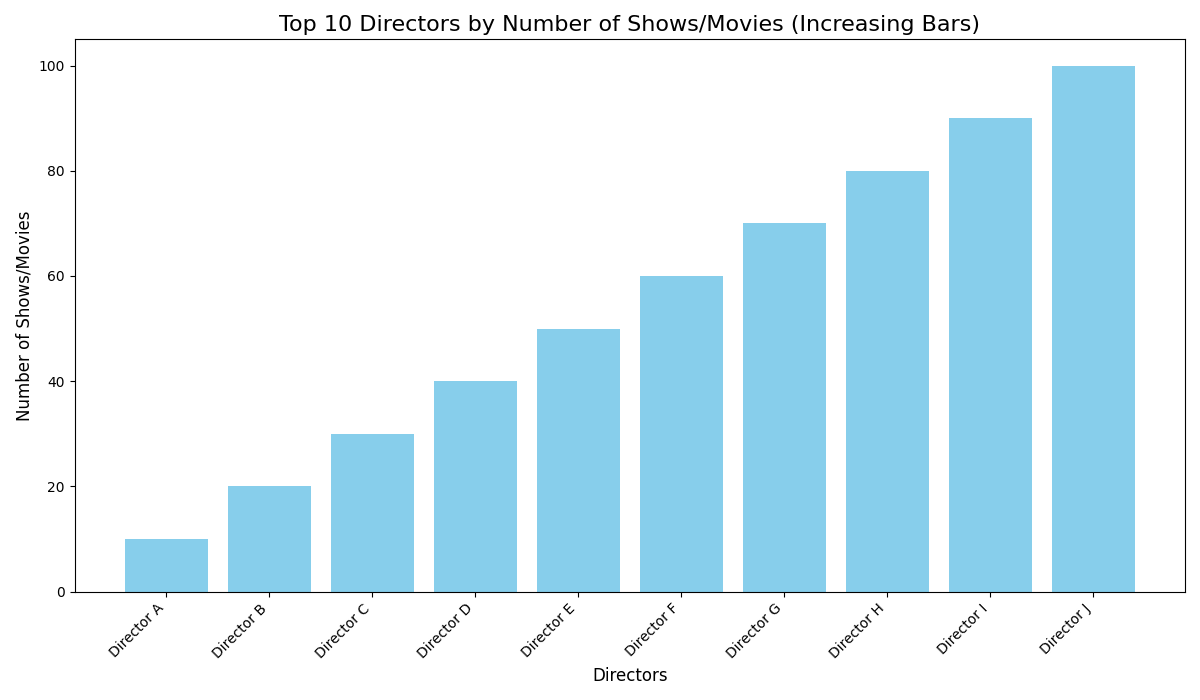 Top 10 Directors by Number of Shows/Movies (Increasing Bars)
Number of Shows/Movies
100
80
60
40
20
0
Director A
Director B
Director C
Director D
Director E
Director F
Director G
Director H
Director I
Director J
Directors